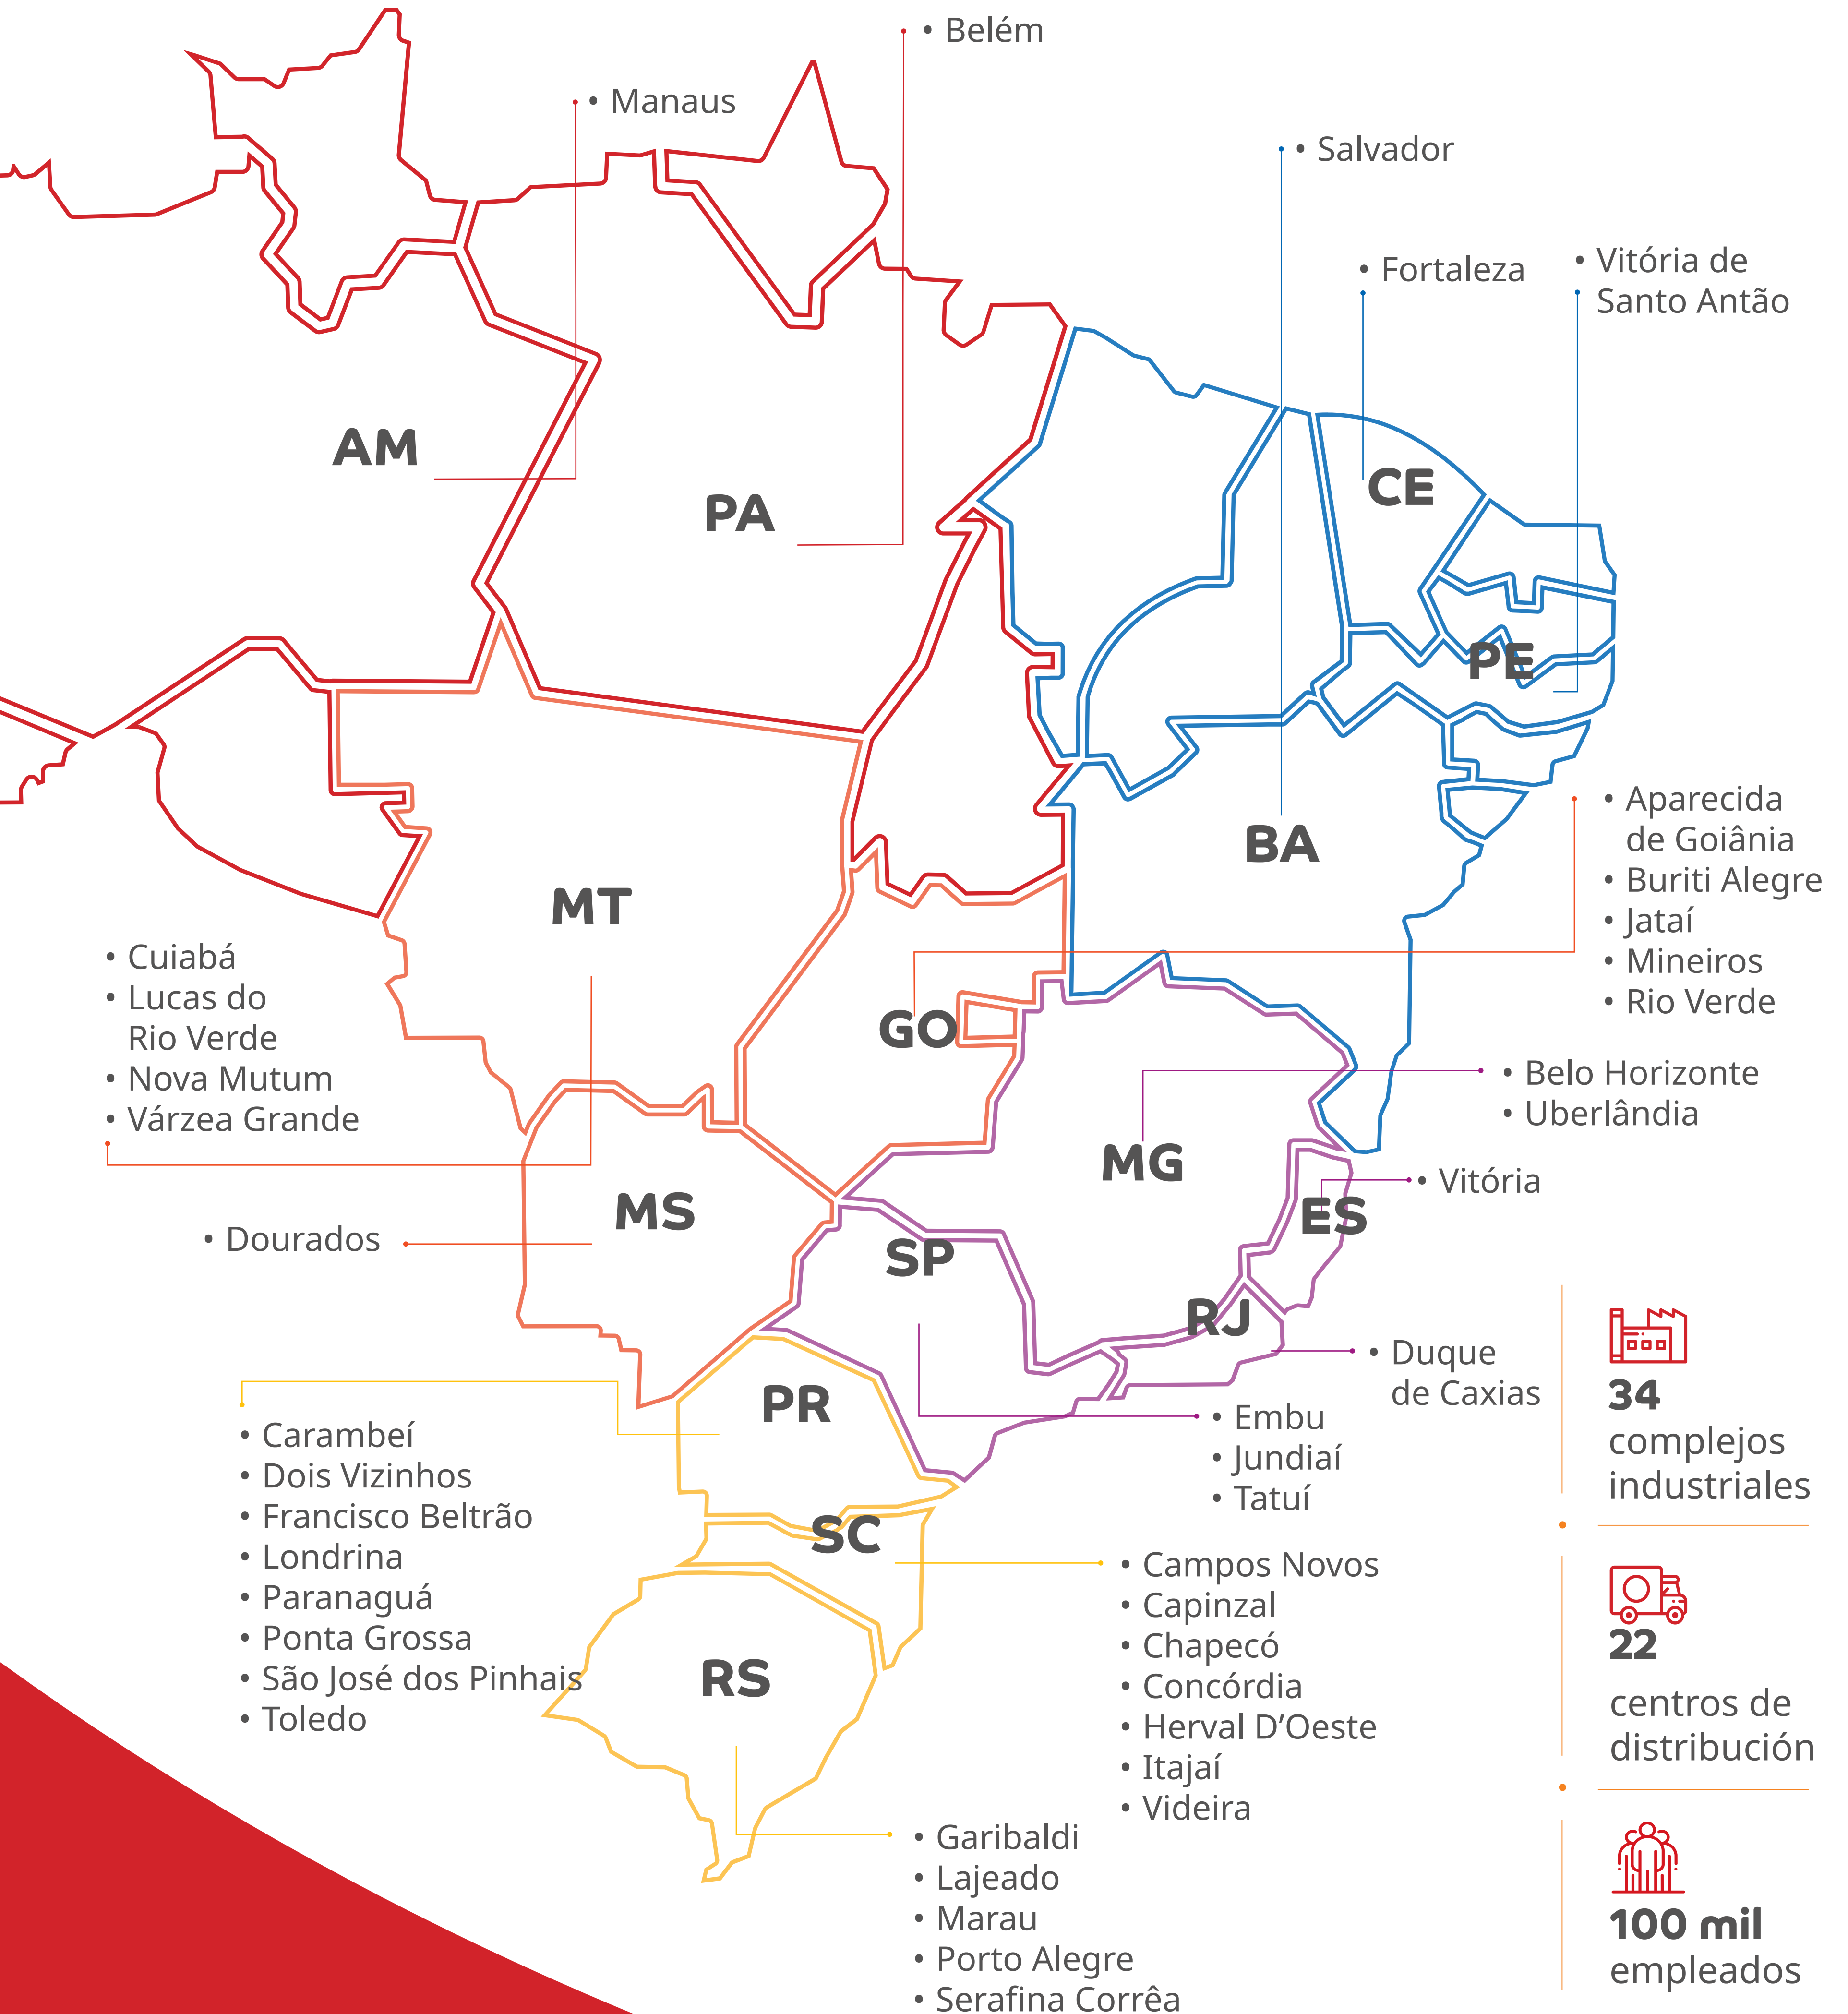 • Belém
• Manaus
• Salvador
• Fortaleza
• Vitória de
Santo Antão
AM
PA
CE
PE
BA
MT
GO
MG
MS
ES
SP
RJ
PR
SC
RS
• Aparecida
de Goiânia
• Buriti Alegre
• Jataí
• Mineiros
• Rio Verde
• Cuiabá
• Lucas do
Rio Verde
• Nova Mutum
• Várzea Grande
• Belo Horizonte
• Uberlândia
• Vitória
• Dourados
• Duque
de Caxias
• Embu
• Jundiaí
• Tatuí
• Carambeí
• Dois Vizinhos
• Francisco Beltrão
• Londrina
• Paranaguá
• Ponta Grossa
• São José dos Pinhais
• Toledo
• Campos Novos
• Capinzal
• Chapecó
• Concórdia
• Herval D’Oeste
• Itajaí
• Videira
• Garibaldi
• Lajeado
• Marau
• Porto Alegre
• Serafina Corrêa
34
complejos
industriales
22
centros de
distribución
100 mil
empleados